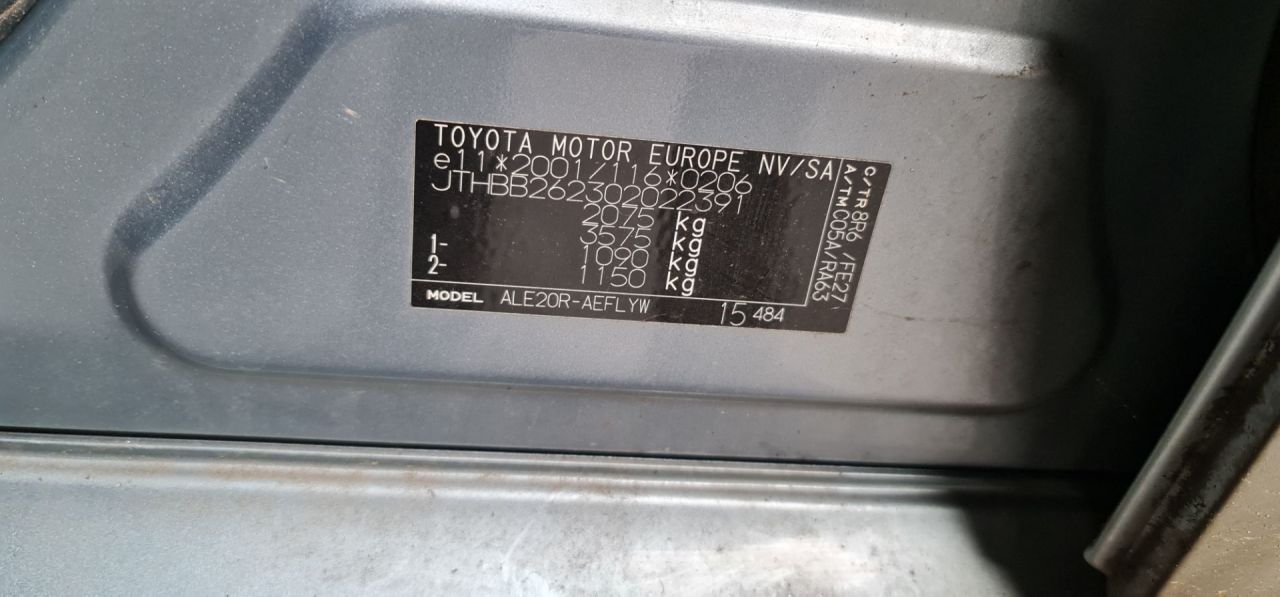 TOYOTA MOTOR EUROPE NV/SA
e11*2001/116*0206
JTHBB262302022391
2075 kg
3575 kg
1- 1090 kg
2- 1150 kg
MODEL ALE20R-AEFLYW 15 484
C/TR 8R6 /FE27
A/TM C05A/RA63